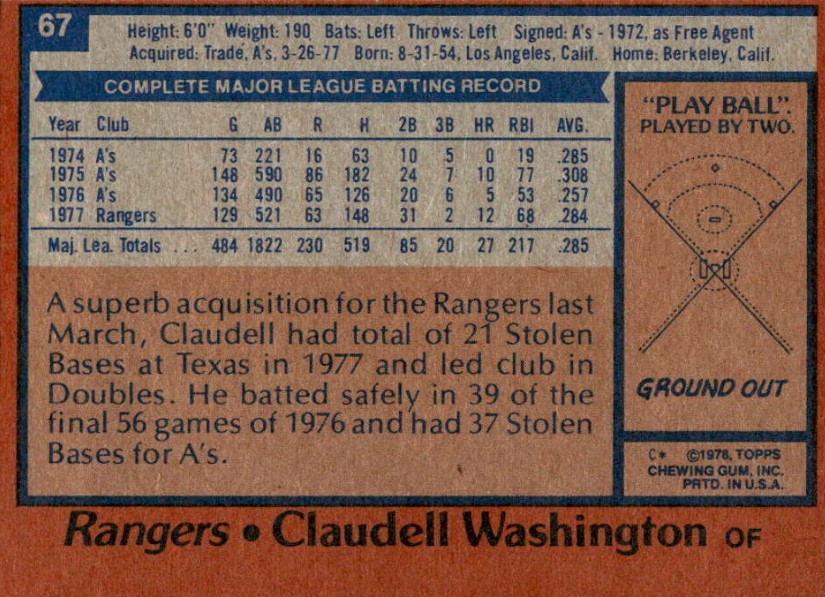 67
Height: 6'0" Weight: 190 Bats: Left Throws: Left Signed: A's - 1972, as Free Agent
Acquired: Trade, A's, 3-26-77 Born: 8-31-54, Los Angeles, Calif. Home: Berkeley, Calif.
COMPLETE MAJOR LEAGUE BATTING RECORD
Year Club G AB R H 2B 3B HR RBI AVG.
1974 A's 73 221 16 63 10 5 0 19 .285
1975 A's 148 590 86 182 24 7 10 77 .308
1976 A's 134 490 65 126 20 6 5 53 .257
1977 Rangers 129 521 63 148 31 2 12 68 .284
Maj. Lea. Totals ... 484 1822 230 519 85 20 27 217 .285
A superb acquisition for the Rangers last
March, Claudell had total of 21 Stolen
Bases at Texas in 1977 and led club in
Doubles. He batted safely in 39 of the
final 56 games of 1976 and had 37 Stolen
Bases for A's.
"PLAY BALL".
PLAYED BY TWO.
GROUND OUT
C* ©1978, TOPPS
CHEWING GUM, INC.
PRTD. IN U.S.A.
Rangers • Claudell Washington OF